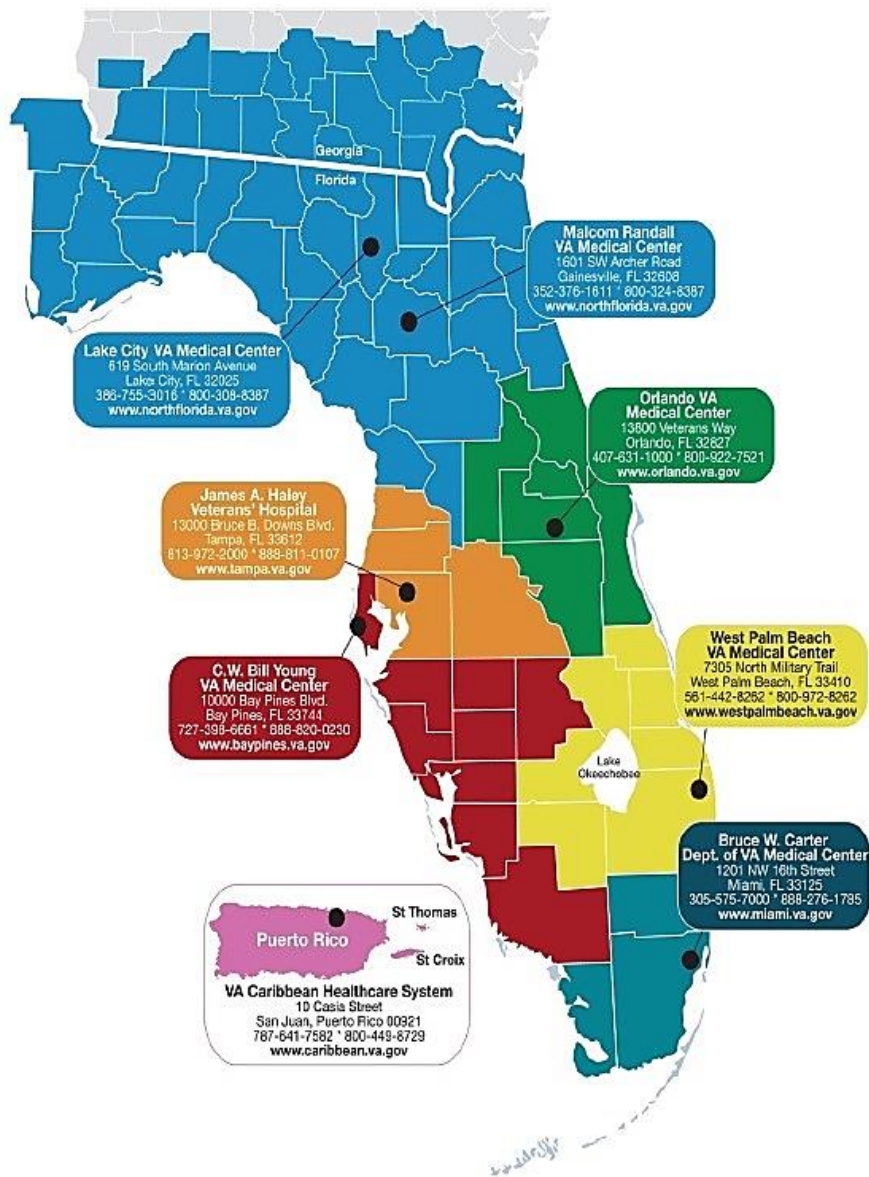 Georgia
Florida
Malcom Randall
VA Medical Center
1601 SW Archer Road
Gainesville, FL 32608
352-376-1611 * 800-324-8387
www.northflorida.va.gov
Lake City VA Medical Center
619 South Marion Avenue
Lake City, FL 32025
386-755-3016 * 800-308-8387
www.northflorida.va.gov
Orlando VA
Medical Center
13800 Veterans Way
Orlando, FL 32827
407-631-1000 * 800-922-7521
www.orlando.va.gov
James A. Haley
Veterans' Hospital
13000 Bruce B. Downs Blvd.
Tampa, FL 33612
813-972-2000 * 888-811-0107
www.tampa.va.gov
C.W. Bill Young
VA Medical Center
10000 Bay Pines Blvd.
Bay Pines, FL 33744
727-398-6661 * 888-820-0230
www.baypines.va.gov
West Palm Beach
VA Medical Center
7305 North Military Trail
West Palm Beach, FL 33410
561-442-8262 * 800-972-8262
www.westpalmbeach.va.gov
Lake
Okeechobee
Bruce W. Carter
Dept. of VA Medical Center
1201 NW 16th Street
Miami, FL 33125
305-575-7000 * 888-276-1785
www.miami.va.gov
St Thomas
Puerto Rico
St Croix
VA Caribbean Healthcare System
10 Casia Street
San Juan, Puerto Rico 00921
787-641-7582 * 800-449-8729
www.caribbean.va.gov